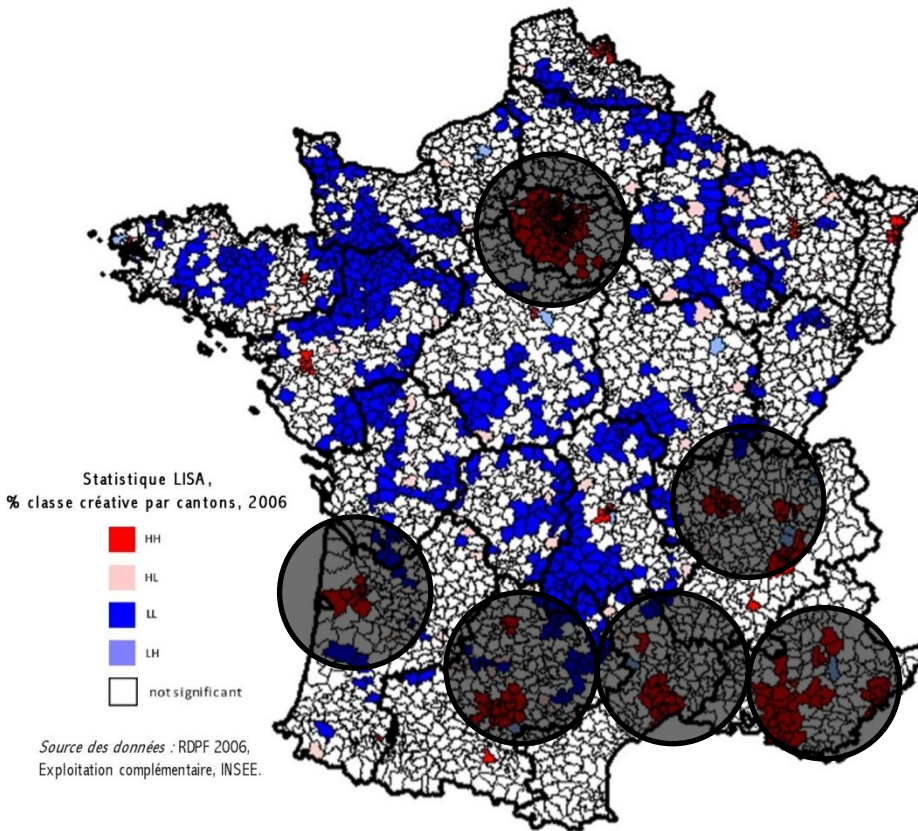 Statistique LISA,
% classe créative par cantons, 2006
HH
HL
LL
LH
not significant
Source des données : RDPF 2006,
Exploitation complémentaire, INSEE.